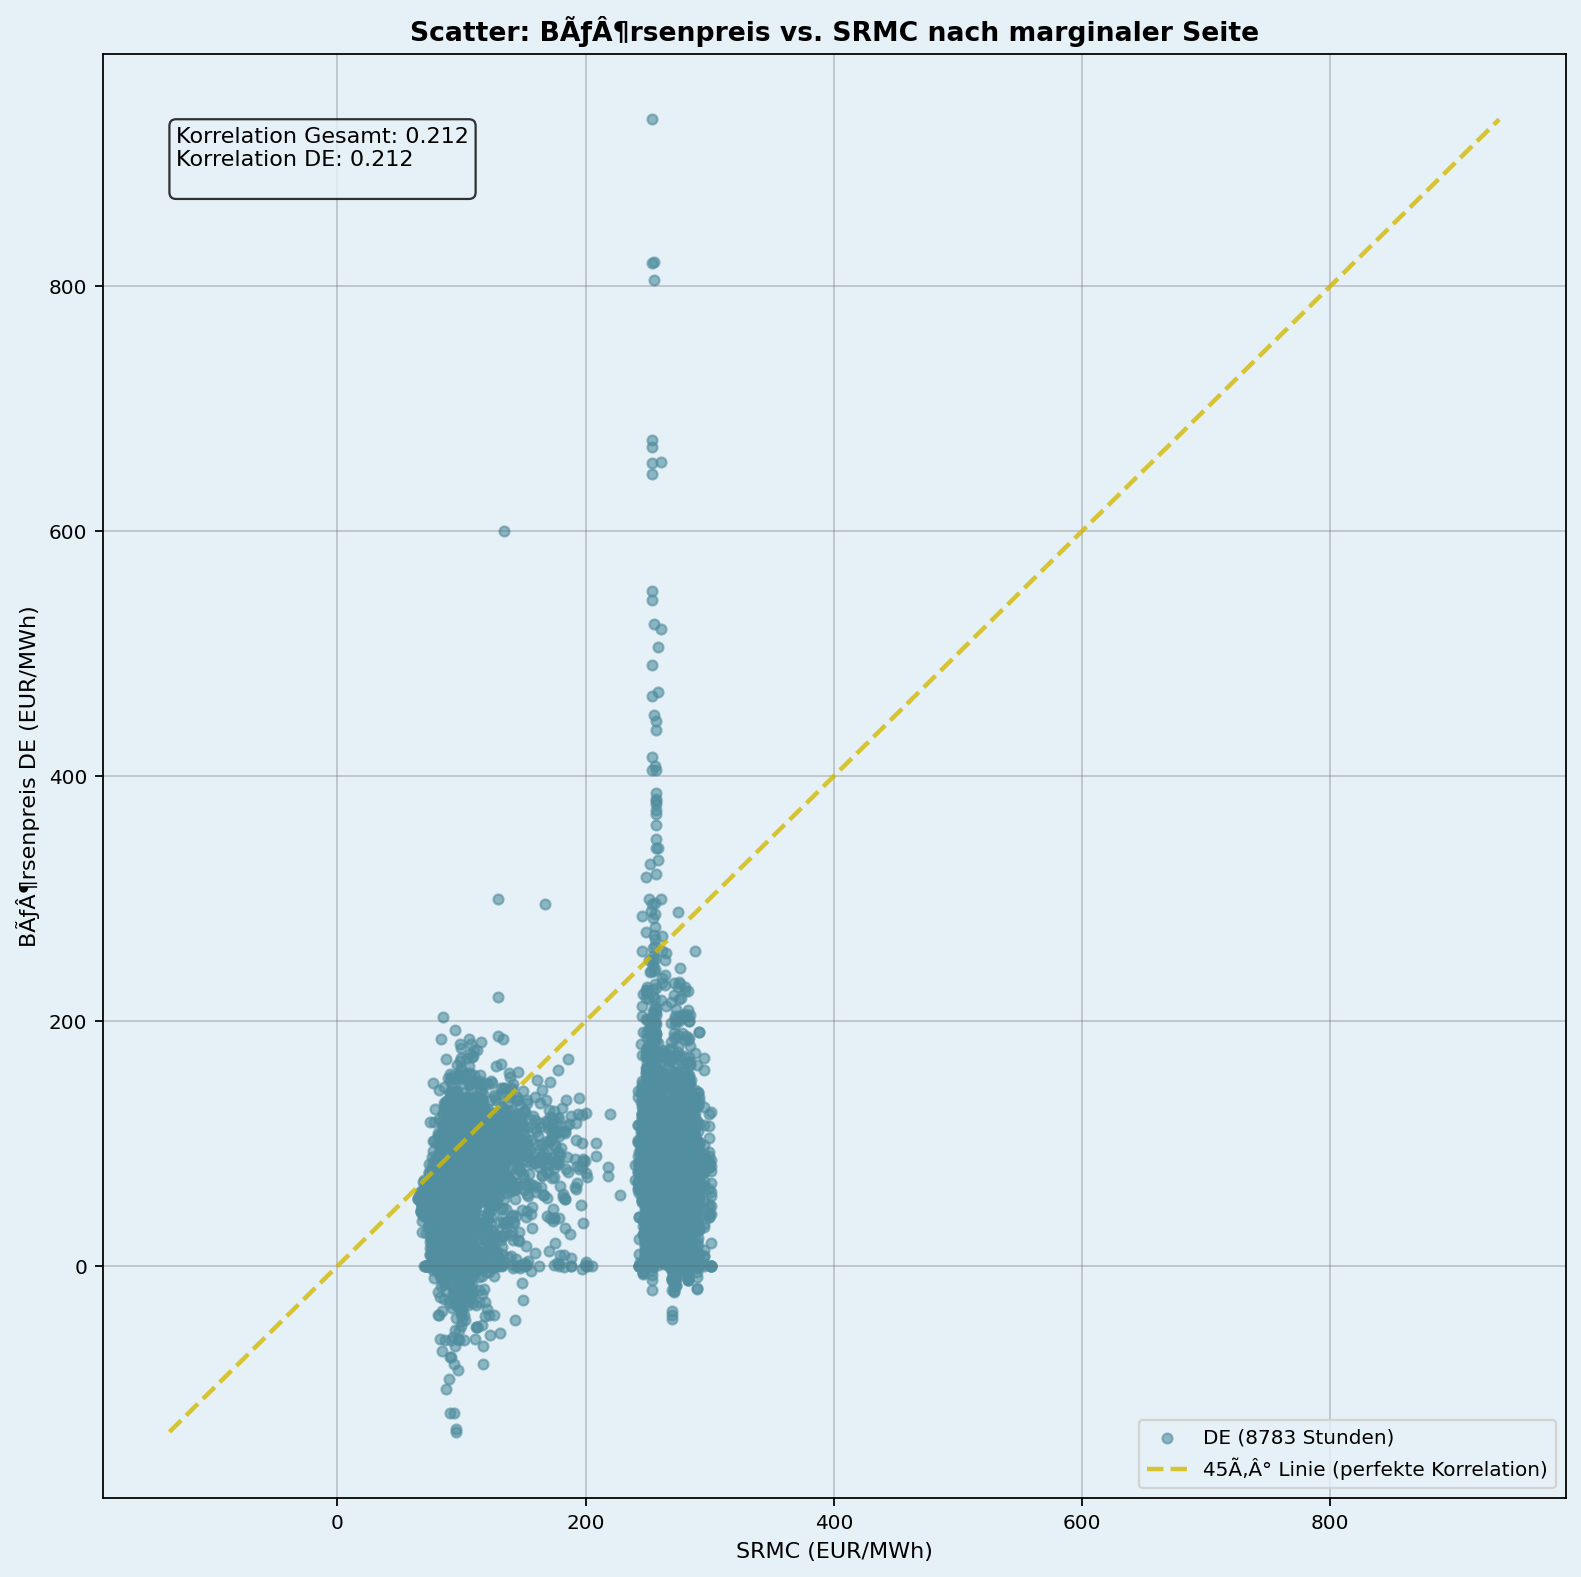 Scatter: BÃƒÂ¶rsenpreis vs. SRMC nach marginaler Seite
Korrelation Gesamt: 0.212
Korrelation DE: 0.212
BÃƒÂ¶rsenpreis DE (EUR/MWh)
800
600
400
200
0
0 200 400 600 800
SRMC (EUR/MWh)
DE (8783 Stunden)
45Ã‚Â° Linie (perfekte Korrelation)